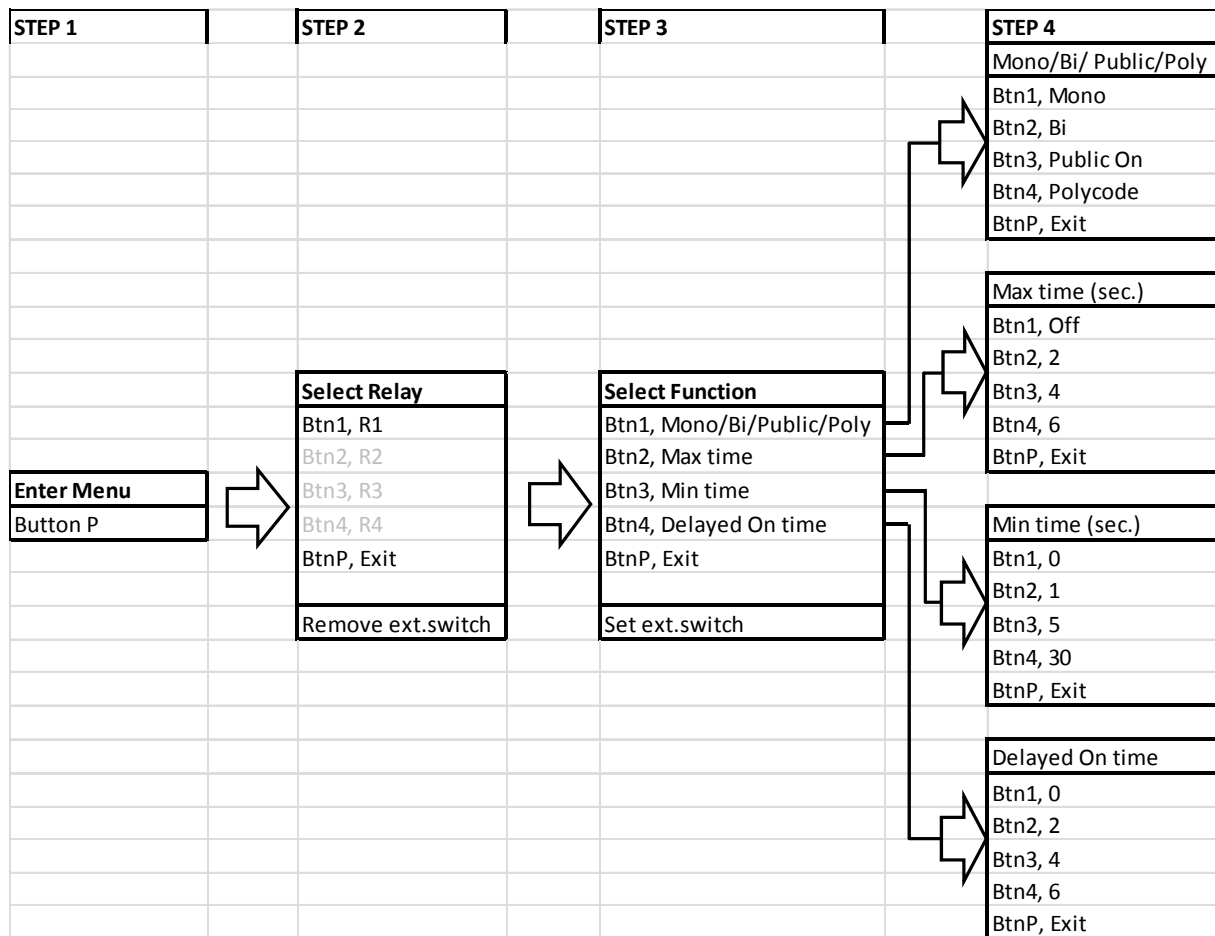 STEP 1
STEP 2
STEP 3
STEP 4
Enter Menu
Button P
Select Relay
Btn1, R1
Btn2, R2
Btn3, R3
Btn4, R4
BtnP, Exit
Remove ext.switch
Select Function
Btn1, Mono/Bi/Public/Poly
Btn2, Max time
Btn3, Min time
Btn4, Delayed On time
BtnP, Exit
Set ext.switch
Mono/Bi/ Public/Poly
Btn1, Mono
Btn2, Bi
Btn3, Public On
Btn4, Polycode
BtnP, Exit
Max time (sec.)
Btn1, Off
Btn2, 2
Btn3, 4
Btn4, 6
BtnP, Exit
Min time (sec.)
Btn1, 0
Btn2, 1
Btn3, 5
Btn4, 30
BtnP, Exit
Delayed On time
Btn1, 0
Btn2, 2
Btn3, 4
Btn4, 6
BtnP, Exit